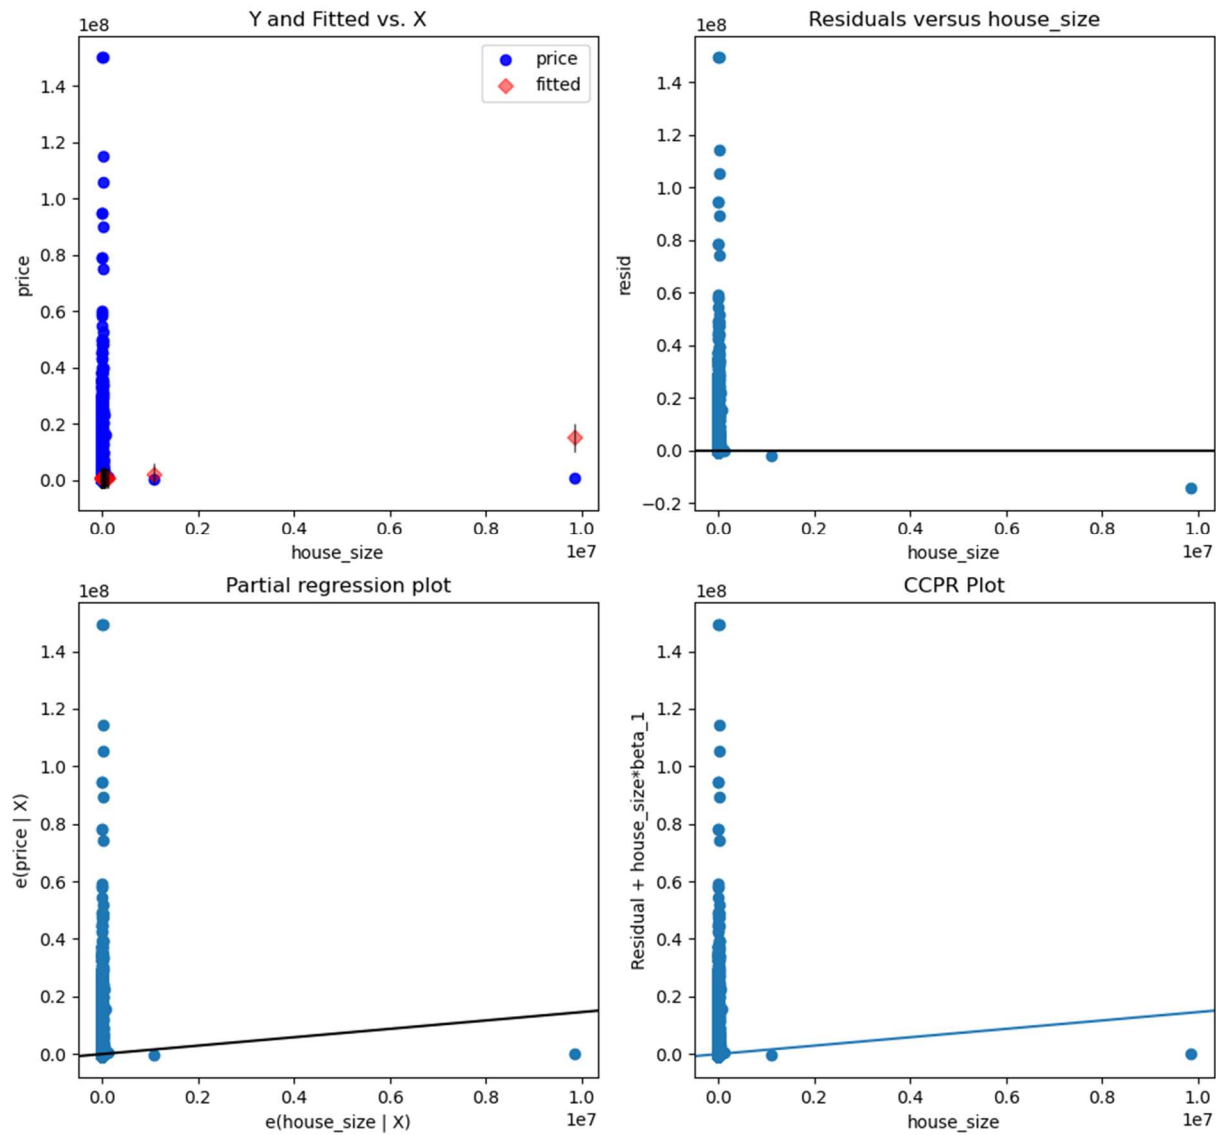 Y and Fitted vs. X
1e8
price
fitted
1.4
1.2
1.0
0.8
0.6
0.4
0.2
0.0
price
0.0 0.2 0.4 0.6 0.8 1.0
1e7
house_size
Residuals versus house_size
1e8
1.4
1.2
1.0
0.8
0.6
0.4
0.2
0.0
−0.2
resid
0.0 0.2 0.4 0.6 0.8 1.0
1e7
house_size
Partial regression plot
1e8
1.4
1.2
1.0
0.8
0.6
0.4
0.2
0.0
e(price | X)
0.0 0.2 0.4 0.6 0.8 1.0
1e7
e(house_size | X)
CCPR Plot
1e8
1.4
1.2
1.0
0.8
0.6
0.4
0.2
0.0
Residual + house_size*beta_1
0.0 0.2 0.4 0.6 0.8 1.0
1e7
house_size